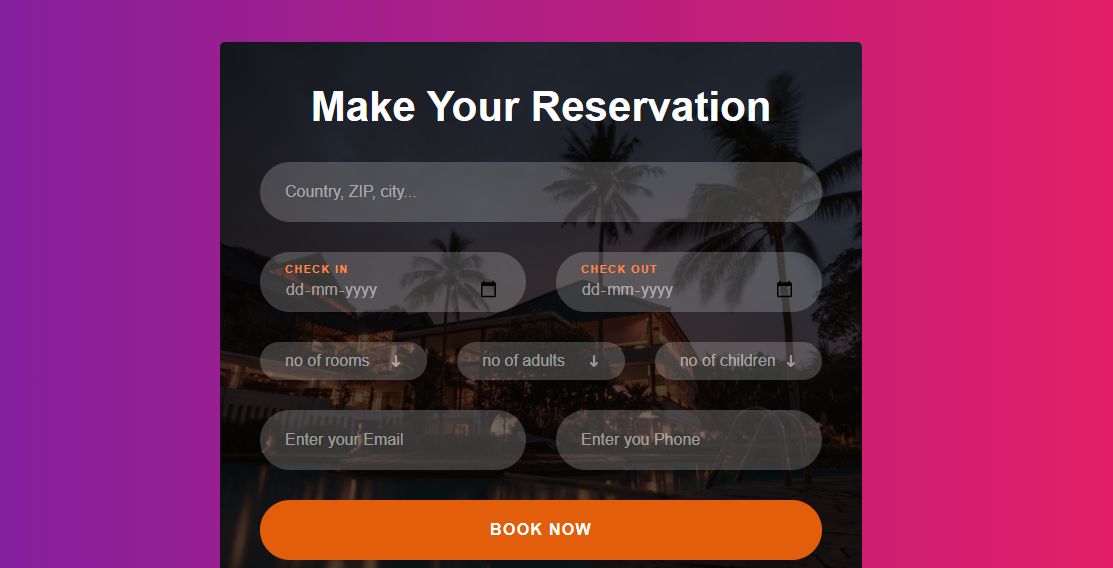 Make Your Reservation
Country, ZIP, city...
CHECK IN
dd-mm-yyyy
CHECK OUT
dd-mm-yyyy
no of rooms
no of adults
no of children
Enter your Email
Enter you Phone
BOOK NOW